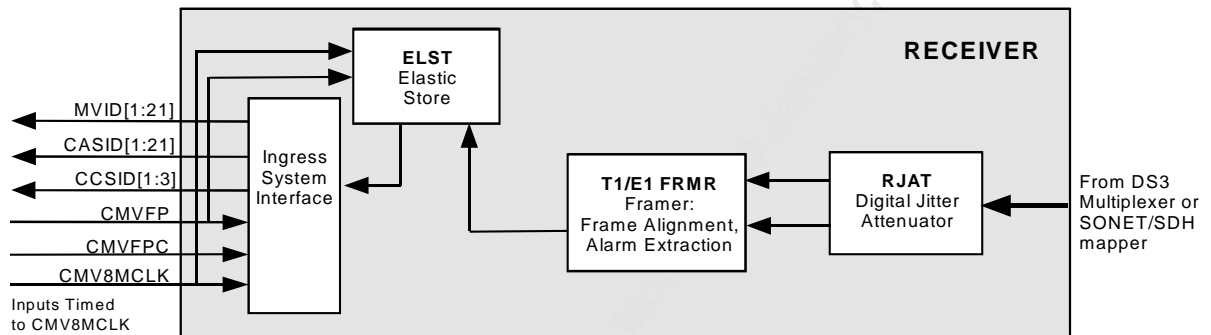 RECEIVER
ELST
Elastic
Store
MVID[1:21]
CASID[1:21]
CCSID[1:3]
CMVFP
CMVFPC
CMV8MCLK
Inputs Timed
to CMV8MCLK
Ingress
System
Interface
T1/E1 FRMR
Framer:
Frame Alignment,
Alarm Extraction
RJAT
Digital Jitter
Attenuator
From DS3
Multiplexer or
SONET/SDH
mapper
January,